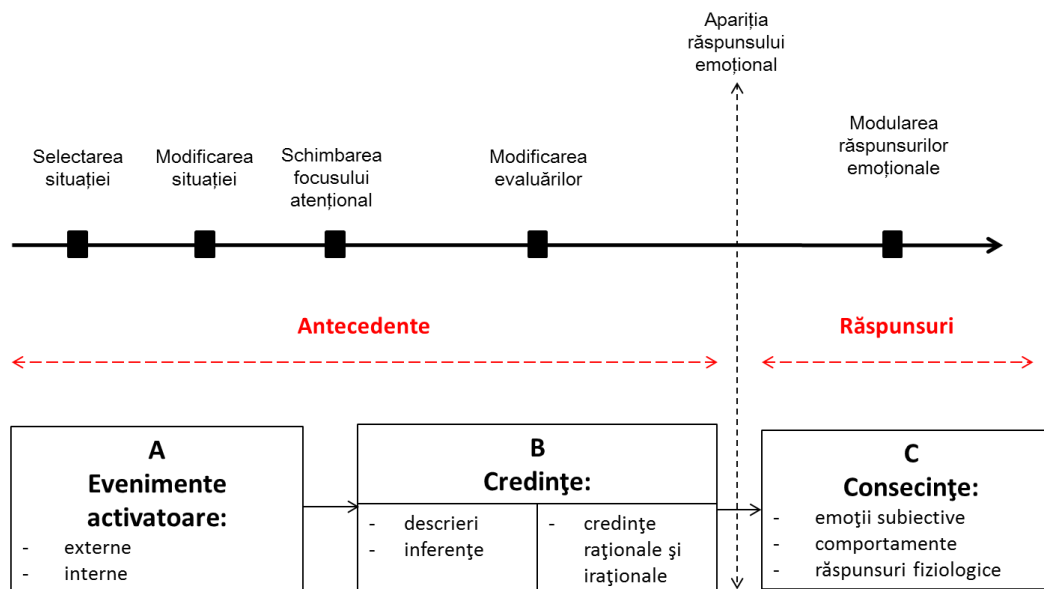 Apariția
răspunsului
emoțional
Selectarea
situației
Modificarea
situației
Schimbarea
focusului
atențional
Modificarea
evaluărilor
Modularea
răspunsurilor
emoționale
Antecedente
Răspunsuri
A
Evenimente
activatoare:
- externe
- interne
B
Credinţe:
- descrieri
- inferenţe
- credinţe
raţionale şi
iraţionale
C
Consecinţe:
- emoţii subiective
- comportamente
- răspunsuri fiziologice